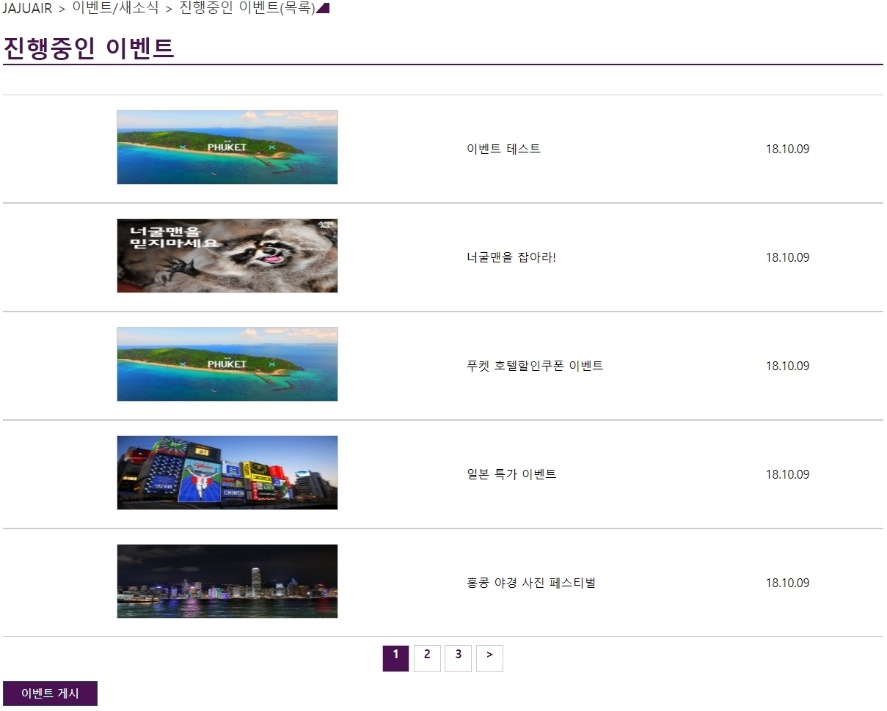 JAJUAIR > 이벤트/새소식 > 진행중인 이벤트(목록)
진행중인 이벤트
PHUKET
이벤트 테스트
18.10.09
너굴맨을
믿지마세요
너굴맨을 잡아라!
18.10.09
PHUKET
푸켓 호텔할인쿠폰 이벤트
18.10.09
일본 특가 이벤트
18.10.09
홍콩 야경 사진 페스티벌
18.10.09
1 2 3 >
이벤트 게시